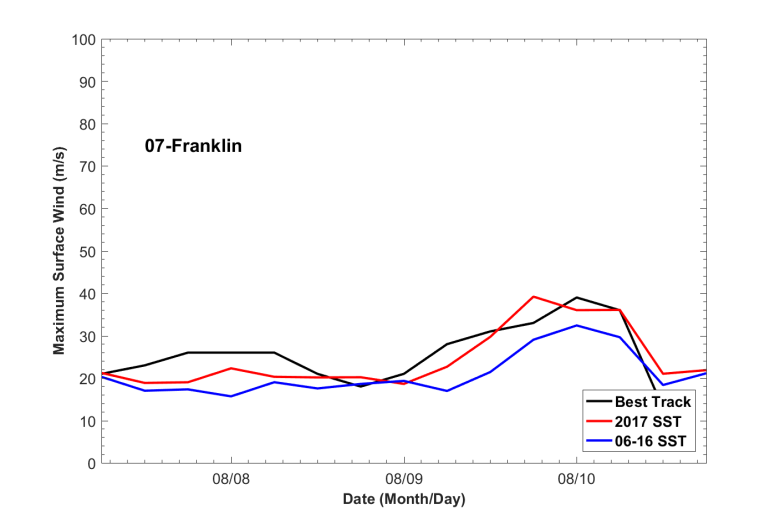 100
90
80
70
60
50
40
30
20
10
0
Maximum Surface Wind (m/s)
07-Franklin
Best Track
2017 SST
06-16 SST
08/08
08/09
08/10
Date (Month/Day)